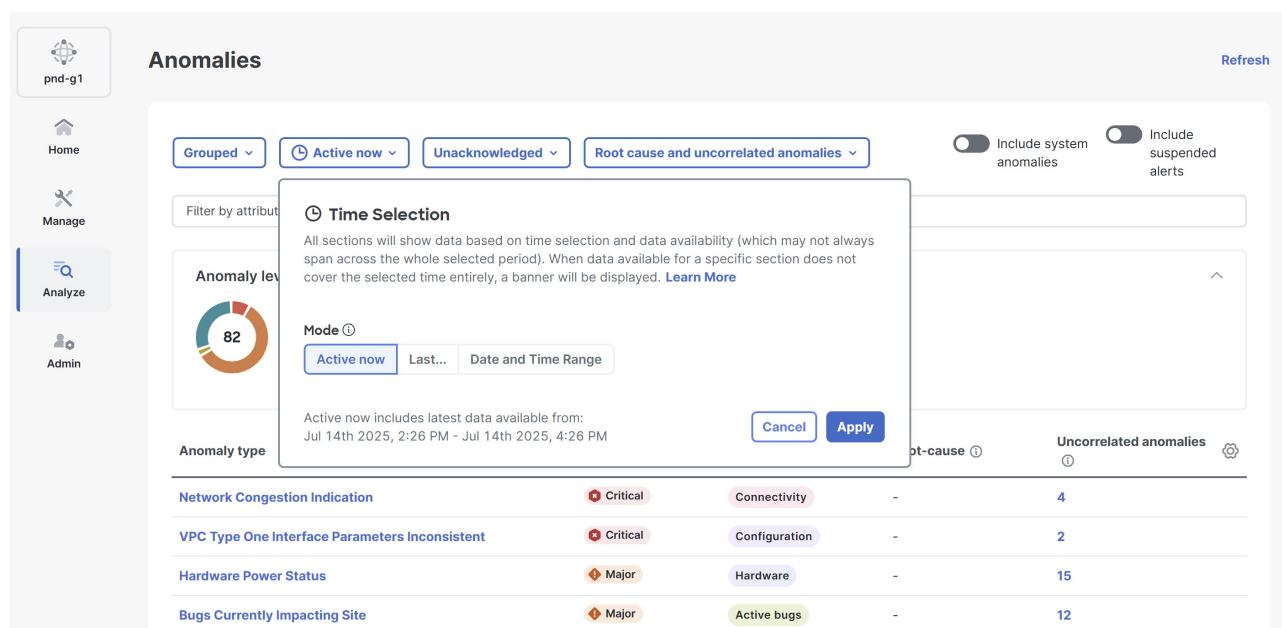 pnd-g1
Home
Manage
Analyze
Admin
Anomalies
Refresh
Grouped
Active now
Unacknowledged
Root cause and uncorrelated anomalies
Include system
anomalies
Include
suspended
alerts
Filter by attribut
Time Selection
All sections will show data based on time selection and data availability (which may not always
span across the whole selected period). When data available for a specific section does not
cover the selected time entirely, a banner will be displayed. Learn More
Mode
Active now Last... Date and Time Range
Active now includes latest data available from:
Jul 14th 2025, 2:26 PM - Jul 14th 2025, 4:26 PM
Cancel Apply
Anomaly lev
82
Anomaly type ot-cause Uncorrelated anomalies
Network Congestion Indication Critical Connectivity - 4
VPC Type One Interface Parameters Inconsistent Critical Configuration - 2
Hardware Power Status Major Hardware - 15
Bugs Currently Impacting Site Major Active bugs - 12